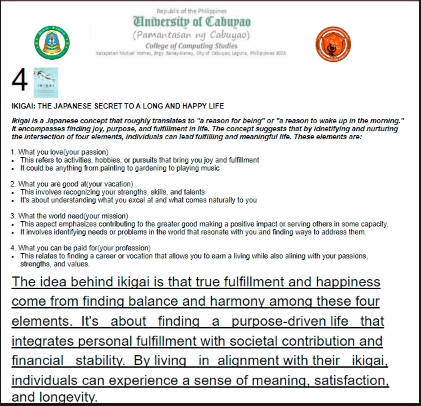 Republic of the Philippines
University of Cabuyao
(Pamantasan ng Cabuyao)
College of Computing Studies
Katapatan Mutual Homes, Brgy. Banay-banay, City of Cabuyao, Laguna, Philippines 4025
4
IKIGAI
IKIGAI: THE JAPANESE SECRET TO A LONG AND HAPPY LIFE
Ikigai is a Japanese concept that roughly translates to "a reason for being" or "a reason to wake up in the morning."
It encompasses finding joy, purpose, and fulfillment in life. The concept suggests that by idnetifying and nurturing
the intersection of four elements, individuals can lead fulfilling and meaningful life. These elements are:
1. What you love(your passion)
• This refers to activities, hobbies, or pursuits that bring you joy and fulfillment
• It could be anything from painting to gardening to playing music
2. What you are good at(your vacation)
• This involves recognizing your strengths, skills, and talents
• It's about understanding what you excel at and what comes naturally to you
3. What the world need(your mission)
• This aspect emphasizes contributing to the greater good making a positive impact or serving others in some capacity.
• It involves identifying needs or problems in the world that resonate with you and finding ways to address them.
4. What you can be paid for(your profession)
• This relates to finding a career or vocation that allows you to earn a living while also alining with your passions,
strengths, and values.
The idea behind ikigai is that true fulfillment and happiness
come from finding balance and harmony among these four
elements. It's about finding a purpose-driven life that
integrates personal fulfillment with societal contribution and
financial stability. By living in alignment with their ikigai,
individuals can experience a sense of meaning, satisfaction,
and longevity.